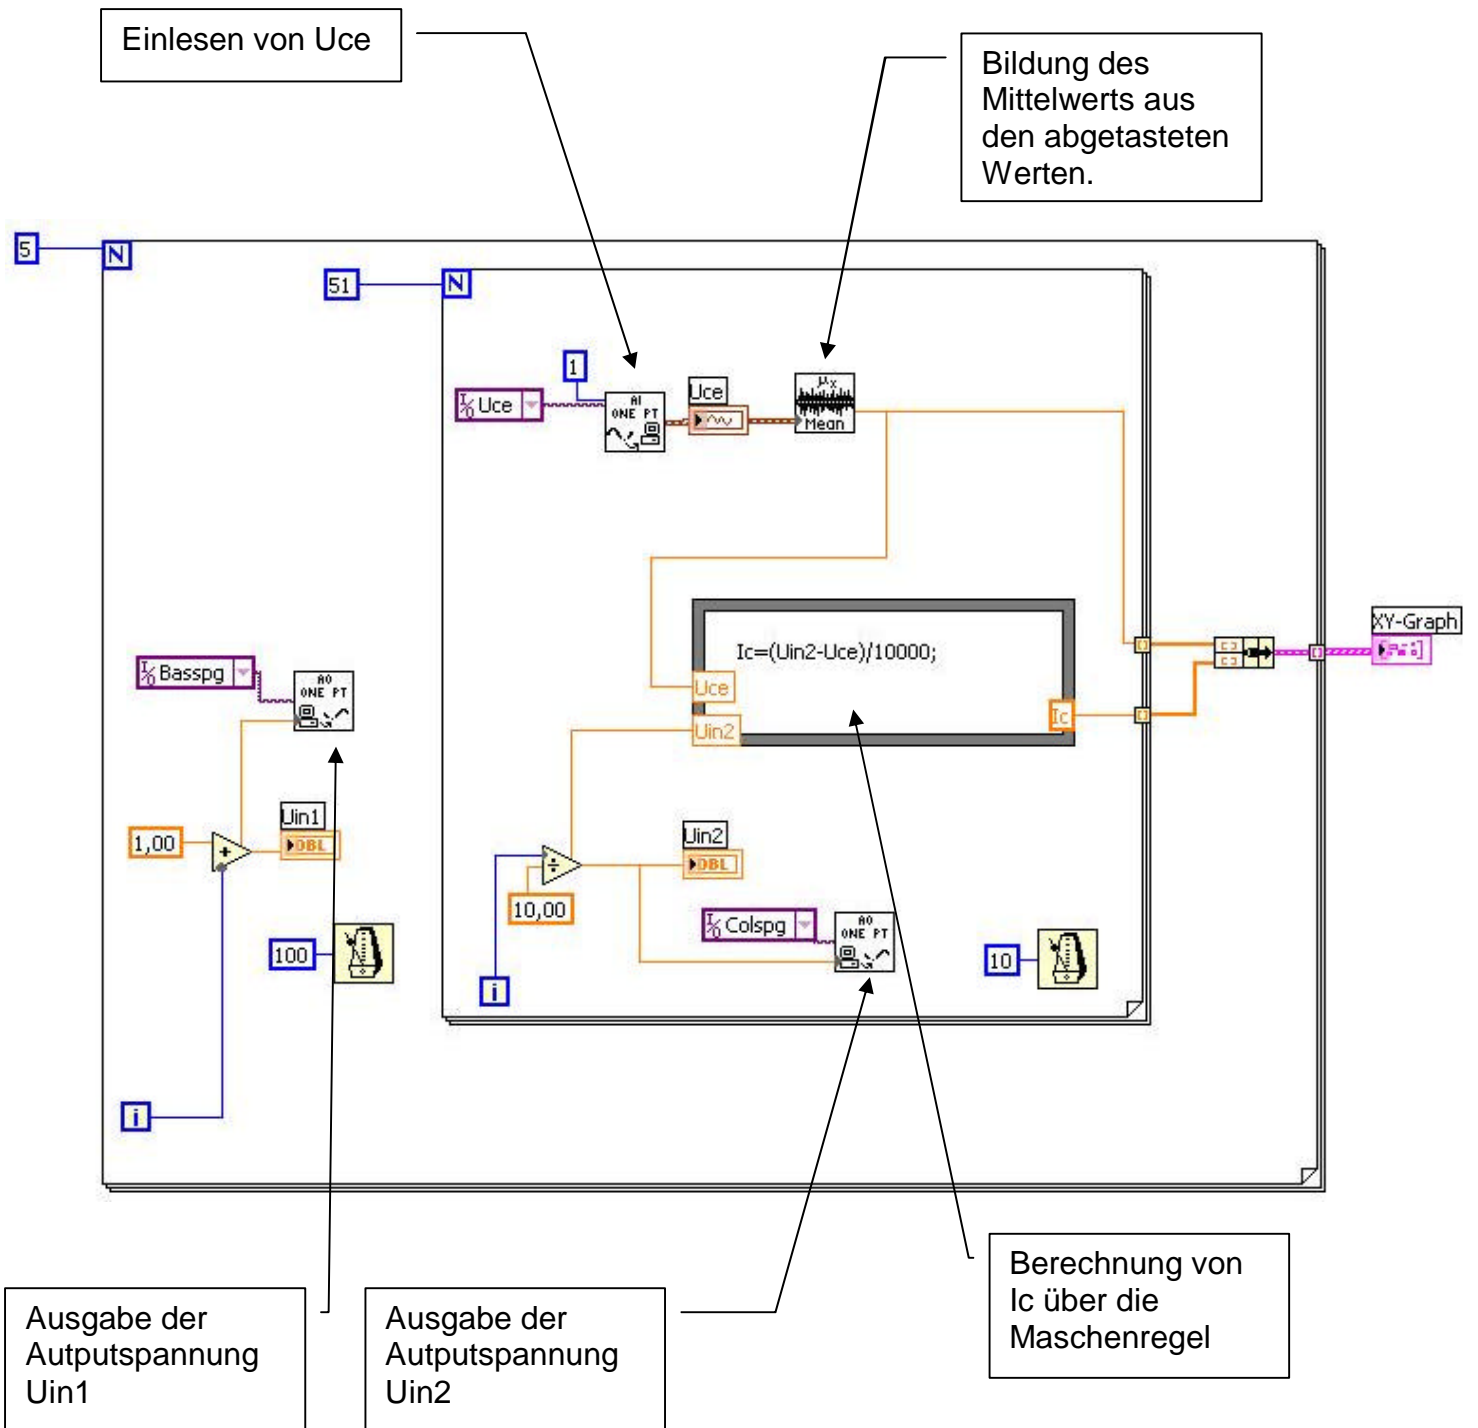 Einlesen von Uce
Bildung des
Mittelwerts aus
den abgetasteten
Werten.
5
N
51
N
1
I/O Uce
AI
ONE PT
Uce
μx
Mean
Ic=(Uin2-Uce)/10000;
Uce
Uin2
Ic
XY-Graph
I/O Basspg
AO
ONE PT
1,00
+
Uin1
DBL
÷
10,00
Uin2
DBL
I/O Colspg
AO
ONE PT
100
10
i
i
Ausgabe der
Autputspannung
Uin1
Ausgabe der
Autputspannung
Uin2
Berechnung von
Ic über die
Maschenregel